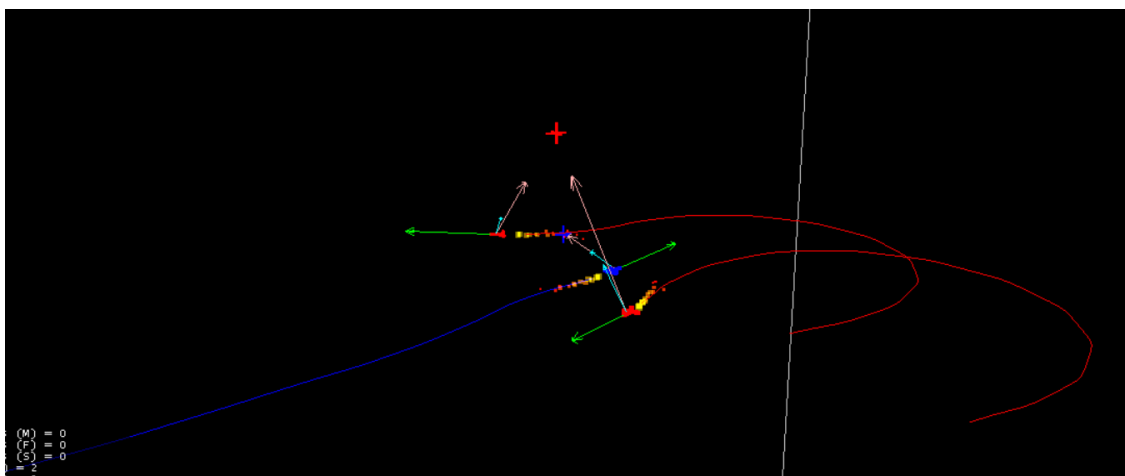 : (M) = 0
: (F) = 0
: (S) = 0
) = 2